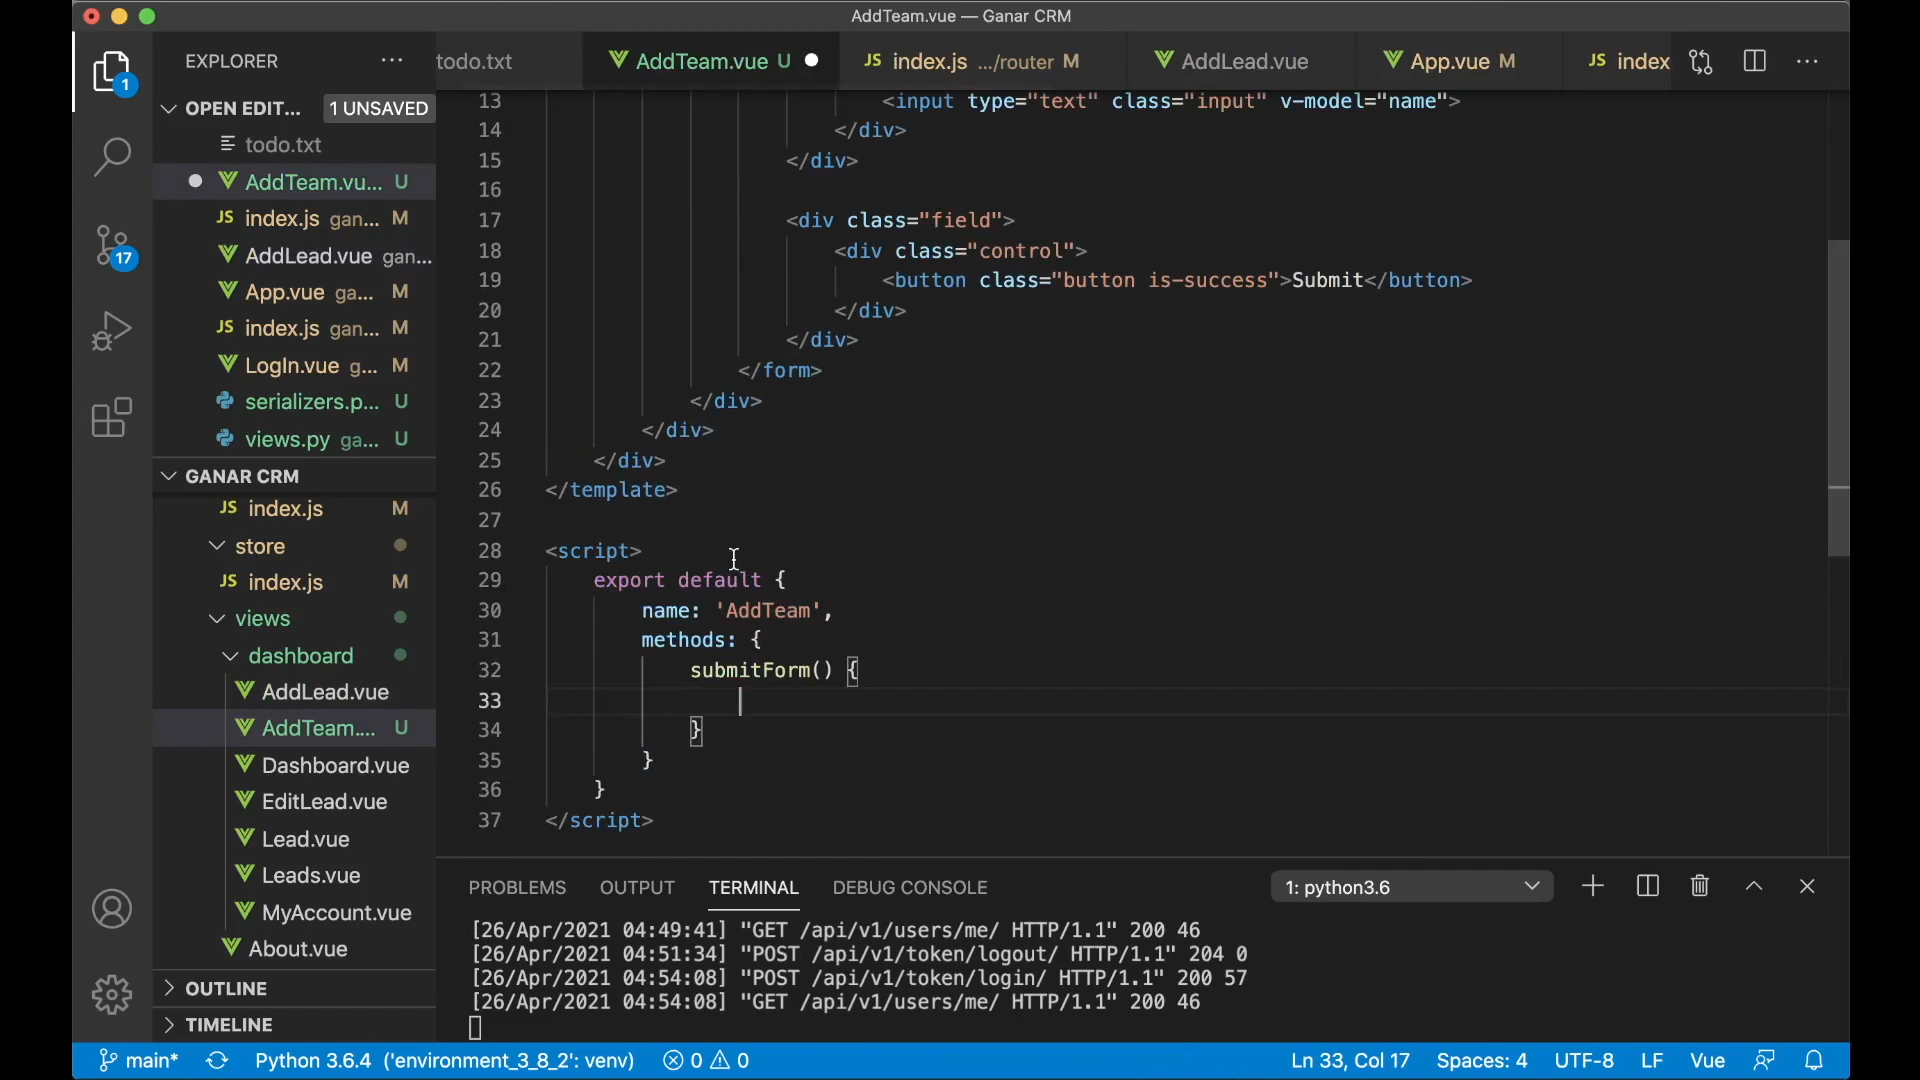 AddTeam.vue — Ganar CRM
EXPLORER
todo.txt
AddTeam.vue U
JS index.js .../router M
AddLead.vue
App.vue M
JS index
1
OPEN EDIT... 1 UNSAVED
todo.txt
AddTeam.vu... U
JS index.js gan... M
AddLead.vue gan...
App.vue ga... M
JS index.js gan... M
LogIn.vue g... M
serializers.p... U
views.py ga... U
17
GANAR CRM
JS index.js M
store
JS index.js M
views
dashboard
AddLead.vue
AddTeam.... U
Dashboard.vue
EditLead.vue
Lead.vue
Leads.vue
MyAccount.vue
About.vue
OUTLINE
TIMELINE
13 <input type="text" class="input" v-model="name">
14 </div>
15 </div>
16
17 <div class="field">
18 <div class="control">
19 <button class="button is-success">Submit</button>
20 </div>
21 </div>
22 </form>
23 </div>
24 </div>
25 </div>
26 </template>
27
28 <script>
29 export default {
30 name: 'AddTeam',
31 methods: {
32 submitForm() {
33
34 }
35 }
36 }
37 </script>
PROBLEMS OUTPUT TERMINAL DEBUG CONSOLE
1: python3.6
[26/Apr/2021 04:49:41] "GET /api/v1/users/me/ HTTP/1.1" 200 46
[26/Apr/2021 04:51:34] "POST /api/v1/token/logout/ HTTP/1.1" 204 0
[26/Apr/2021 04:54:08] "POST /api/v1/token/login/ HTTP/1.1" 200 57
[26/Apr/2021 04:54:08] "GET /api/v1/users/me/ HTTP/1.1" 200 46
main* Python 3.6.4 ('environment_3_8_2': venv) 0 0 Ln 33, Col 17 Spaces: 4 UTF-8 LF Vue